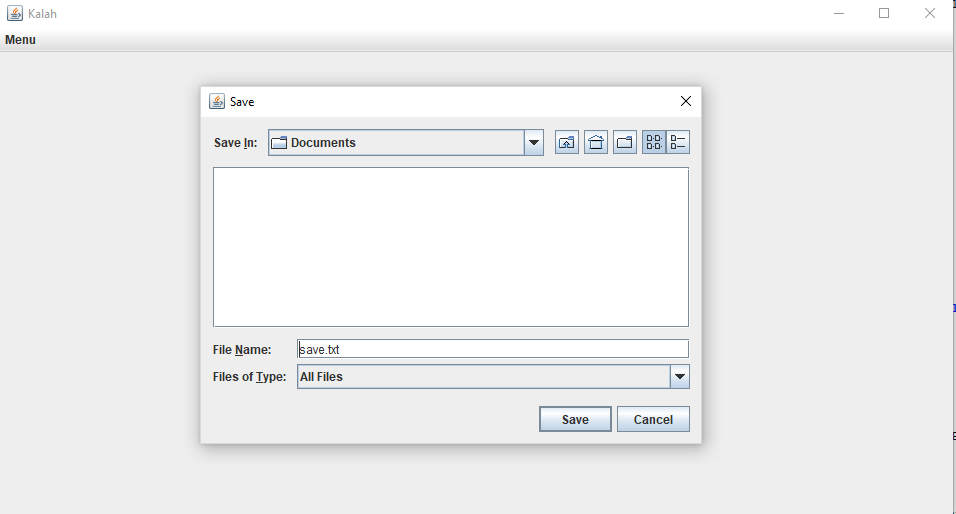 Kalah
Menu
Save
Save In: Documents
File Name: save.txt
Files of Type: All Files
Save Cancel